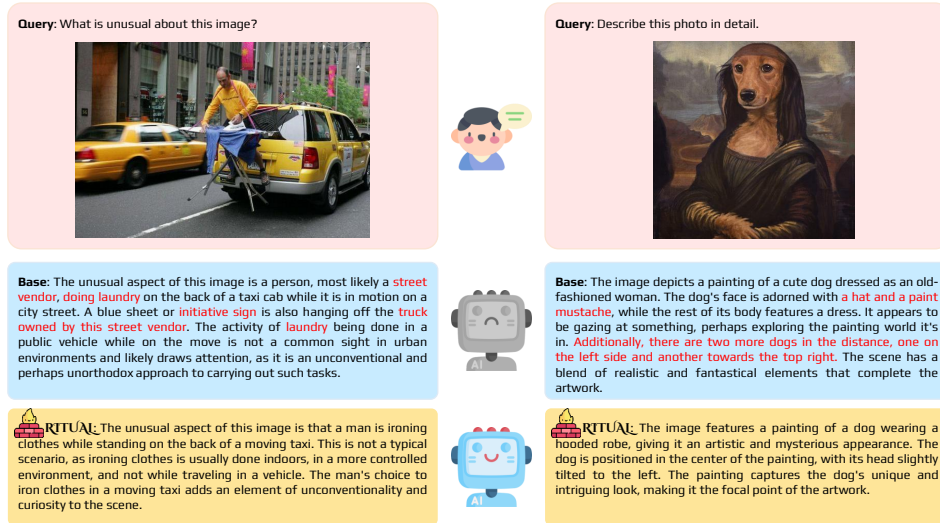 Query: What is unusual about this image?
Base: The unusual aspect of this image is a person, most likely a street
vendor, doing laundry on the back of a taxi cab while it is in motion on a
city street. A blue sheet or initiative sign is also hanging off the truck
owned by this street vendor. The activity of laundry being done in a
public vehicle while on the move is not a common sight in urban
environments and likely draws attention, as it is an unconventional and
perhaps unorthodox approach to carrying out such tasks.
RITUAL: The unusual aspect of this image is that a man is ironing
clothes while standing on the back of a moving taxi. This is not a typical
scenario, as ironing clothes is usually done indoors, in a more controlled
environment, and not while traveling in a vehicle. The man's choice to
iron clothes in a moving taxi adds an element of unconventionality and
curiosity to the scene.
AI
AI
Query: Describe this photo in detail.
Base: The image depicts a painting of a cute dog dressed as an old-
fashioned woman. The dog's face is adorned with a hat and a paint
mustache, while the rest of its body features a dress. It appears to
be gazing at something, perhaps exploring the painting world it's
in. Additionally, there are two more dogs in the distance, one on
the left side and another towards the top right. The scene has a
blend of realistic and fantastical elements that complete the
artwork.
RITUAL: The image features a painting of a dog wearing a
hooded robe, giving it an artistic and mysterious appearance. The
dog is positioned in the center of the painting, with its head slightly
tilted to the left. The painting captures the dog's unique and
intriguing look, making it the focal point of the artwork.